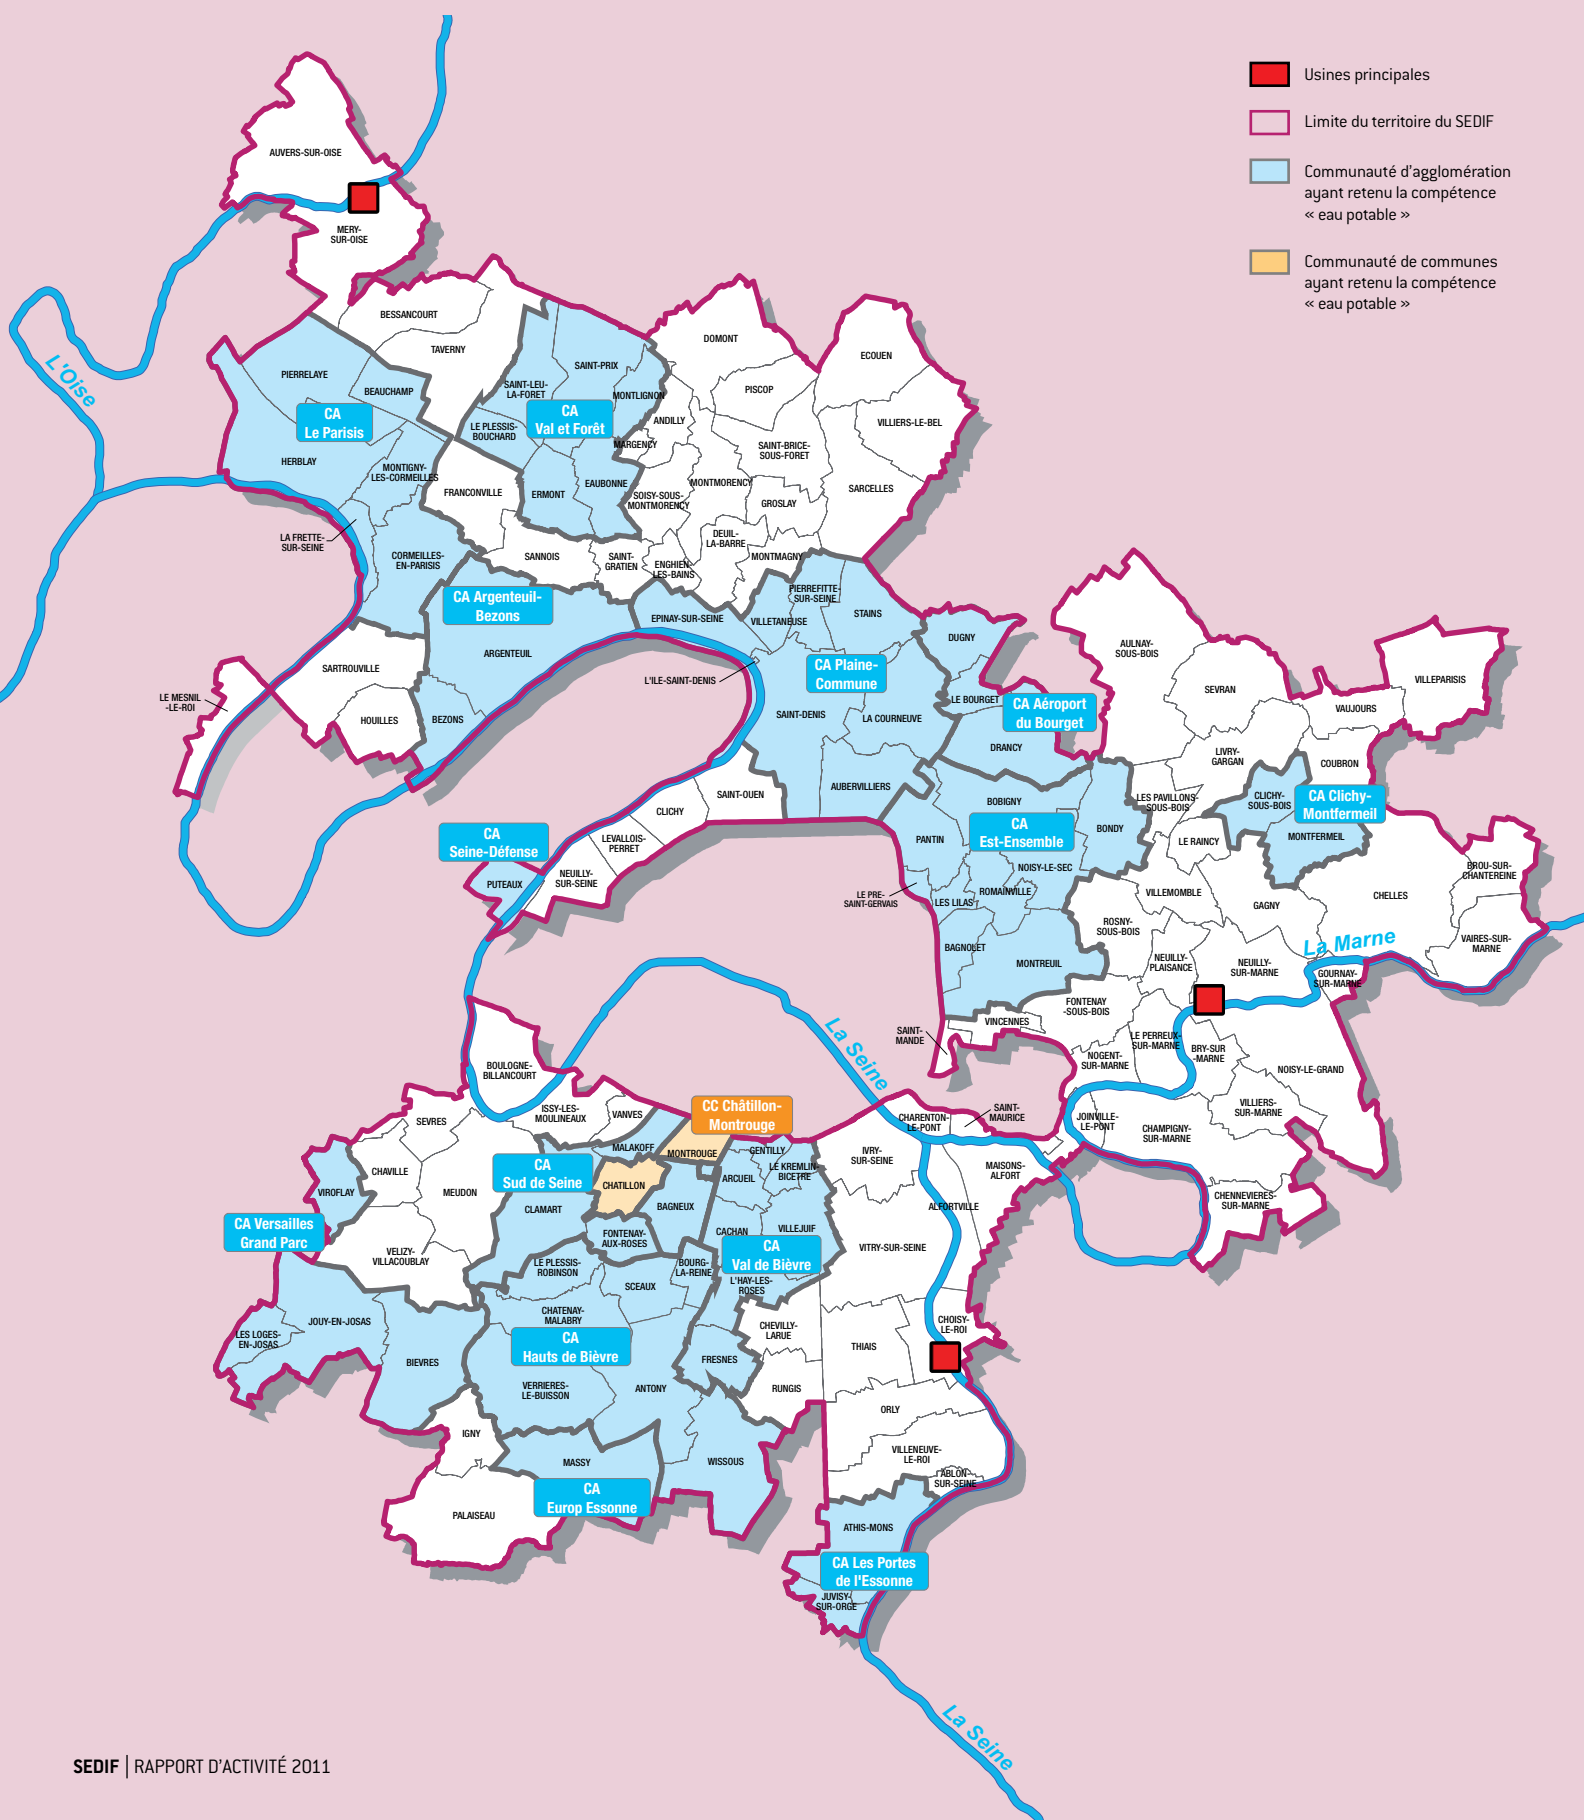 Usines principales
Limite du territoire du SEDIF
Communauté d'agglomération
ayant retenu la compétence
« eau potable »
Communauté de communes
ayant retenu la compétence
« eau potable »
AUVERS-SUR-OISE
MERY-
SUR-OISE
BESSANCOURT
TAVERNY
L'Oise
PIERRELAYE
BEAUCHAMP
CA
Le Parisis
HERBLAY
MONTIGNY-
LES-CORMEILLES
LA FRETTE-
SUR-SEINE
CORMEILLES-
EN-PARISIS
SAINT-LEU-
LA-FORET
SAINT-PRIX
MONTLIGNON
CA
Val et Forêt
LE PLESSIS-
BOUCHARD
ERMONT
EAUBONNE
FRANCONVILLE
SANNOIS
SAINT-
GRATIEN
ENGHIEN-
LES-BAINS
DOMONT
PISCOP
ANDILLY
MARGENCY
SOISY-SOUS-
MONTMORENCY
MONTMORENCY
SAINT-BRICE-
SOUS-FORET
GROSLAY
DEUIL-
LA-BARRE
MONTMAGNY
ECOUEN
VILLIERS-LE-BEL
SARCELLES
CA Argenteuil-
Bezons
ARGENTEUIL
BEZONS
SARTROUVILLE
HOUILLES
LE MESNIL
-LE-ROI
EPINAY-SUR-SEINE
VILLETANEUSE
PIERREFITTE-
SUR-SEINE
STAINS
L'ILE-SAINT-DENIS
CA Plaine-
Commune
SAINT-DENIS
LA COURNEUVE
AUBERVILLIERS
DUGNY
LE BOURGET
CA Aéroport
du Bourget
DRANCY
AULNAY-
SOUS-BOIS
SEVRAN
VILLEPARISIS
VAUJOURS
LIVRY-
GARGAN
COUBRON
LES PAVILLONS-
SOUS-BOIS
CLICHY-
SOUS-BOIS
CA Clichy-
Montfermeil
MONTFERMEIL
LE RAINCY
SAINT-OUEN
CLICHY
LEVALLOIS-
PERRET
NEUILLY-
SUR-SEINE
CA
Seine-Défense
PUTEAUX
BOBIGNY
CA
Est-Ensemble
BONDY
PANTIN
NOISY-LE-SEC
ROMAINVILLE
LES LILAS
LE PRE-
SAINT-GERVAIS
BAGNOLET
MONTREUIL
VILLEMOMBLE
ROSNY-
SOUS-BOIS
GAGNY
CHELLES
BROU-SUR-
CHANTEREINE
VAIRES-SUR-
MARNE
La Marne
NEUILLY-
PLAISANCE
NEUILLY-
SUR-MARNE
GOURNAY-
SUR-MARNE
FONTENAY
-SOUS-BOIS
VINCENNES
SAINT-
MANDE
LE PERREUX-
SUR-MARNE
NOGENT-
SUR-MARNE
BRY-SUR
-MARNE
NOISY-LE-GRAND
VILLIERS-
SUR-MARNE
JOINVILLE-
LE-PONT
CHAMPIGNY-
SUR-MARNE
CHENNEVIERES-
SUR-MARNE
La Seine
CHARENTON-
LE-PONT
SAINT-
MAURICE
MAISONS-
ALFORT
ALFORTVILLE
IVRY-
SUR-SEINE
VITRY-SUR-SEINE
BOULOGNE-
BILLANCOURT
SEVRES
ISSY-LES-
MOULINEAUX
VANVES
CC Châtillon-
Montrouge
MALAKOFF
MONTROUGE
CHATILLON
CA
Sud de Seine
CLAMART
BAGNEUX
FONTENAY-
AUX-ROSES
CHAVILLE
MEUDON
VIROFLAY
CA Versailles
Grand Parc
VELIZY-
VILLACOUBLAY
GENTILLY
LE KREMLIN-
BICETRE
ARCUEIL
CACHAN
VILLEJUIF
CA
Val de Bièvre
L'HAY-LES-
ROSES
LE PLESSIS-
ROBINSON
SCEAUX
BOURG-
LA-REINE
CHATENAY-
MALABRY
CA
Hauts de Bièvre
VERRIERES-
LE-BUISSON
ANTONY
FRESNES
CHEVILLY-
LARUE
RUNGIS
THIAIS
CHOISY-
LE-ROI
ORLY
VILLENEUVE-
LE-ROI
ABLON-
SUR-SEINE
LES LOGES-
EN-JOSAS
JOUY-EN-JOSAS
BIEVRES
IGNY
MASSY
WISSOUS
CA
Europ Essonne
PALAISEAU
ATHIS-MONS
CA Les Portes
de l'Essonne
JUVISY-
SUR-ORGE
La Seine
SEDIF | RAPPORT D'ACTIVITÉ 2011